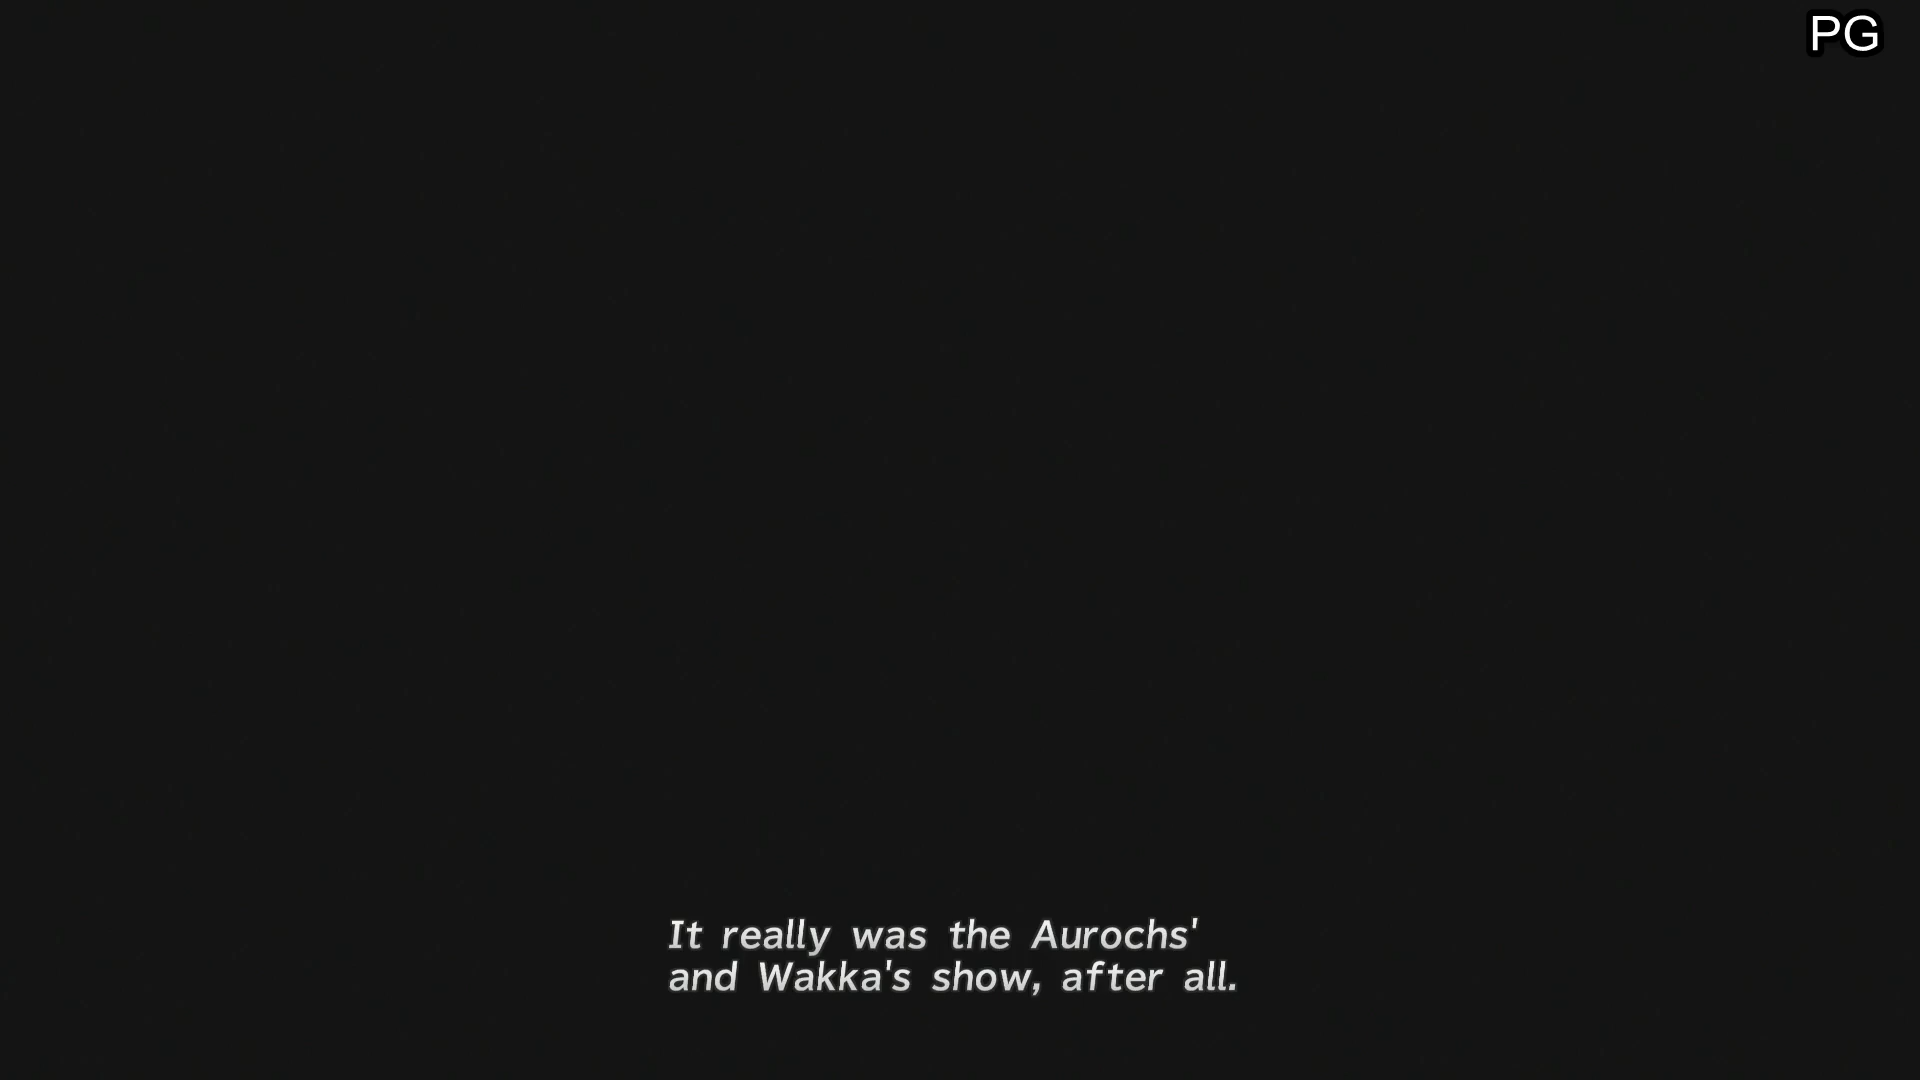 PG
It really was the Aurochs'
and Wakka's show, after all.